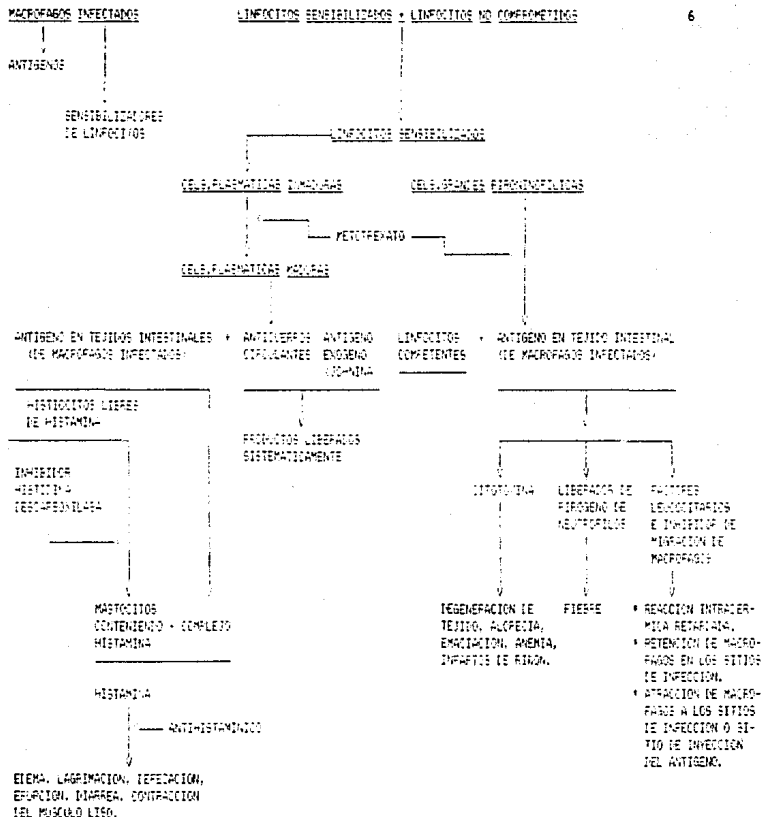 MACROFAGOS INFECTADOS
LINFOCITOS SENSIBILIZADOS + LINFOCITOS NO COMPROMETIDOS
6
ANTIGENOS
SENSIBILIZADORES
DE LINFOCITOS
LINFOCITOS SENSIBILIZADOS
CELS.PLASMATICAS INMADURAS
CELS.GRANDES PIRONINOFILICAS
METOTREXATO
CELS.PLASMATICAS MADURAS
ANTIGENO EN TEJIDOS INTESTINALES + ANTICUERPOS ANTIGENO
(DE MACROFAGOS INFECTADOS) CIRCULANTES EXOGENO
(JOHNINA
LINFOCITOS + ANTIGENO EN TEJIDO INTESTINAL
COMPETENTES (DE MACROFAGOS INFECTADOS)
HISTIOCITOS LIBRES
DE HISTAMINA
PRODUCTOS LIBERADOS
SISTEMATICAMENTE
INHIBIDOR
HISTIDINA
DESCARBOXILASA
CITOTOXINA
LIBERADOR DE
PIROGENO DE
NEUTROFILOS
FACTORES
LEUCOCITARIOS
E INHIBIDOR DE
MIGRACION DE
MACROFAGOS
MASTOCITOS
CONTENIENDO + COMPLEJO
HISTAMINA
DEGENERACION DE
TEJIDO, ALOPECIA,
EMACIACION, ANEMIA,
INFARTOS DE RIÑON.
FIEBRE
* REACCION INTRADER-
MICA RETARDADA.
* RETENCION DE MACRO-
FAGOS EN LOS SITIOS
DE INFECCION.
* ATRACCION DE MACRO-
FAGOS A LOS SITIOS
DE INFECCION O SI-
TIO DE INYECCION
DEL ANTIGENO.
HISTAMINA
ANTIHISTAMINICO
EDEMA, LAGRIMACION, DEFECACION,
ERUPCION, DIARREA, CONTRACCION
DEL MUSCULO LISO.